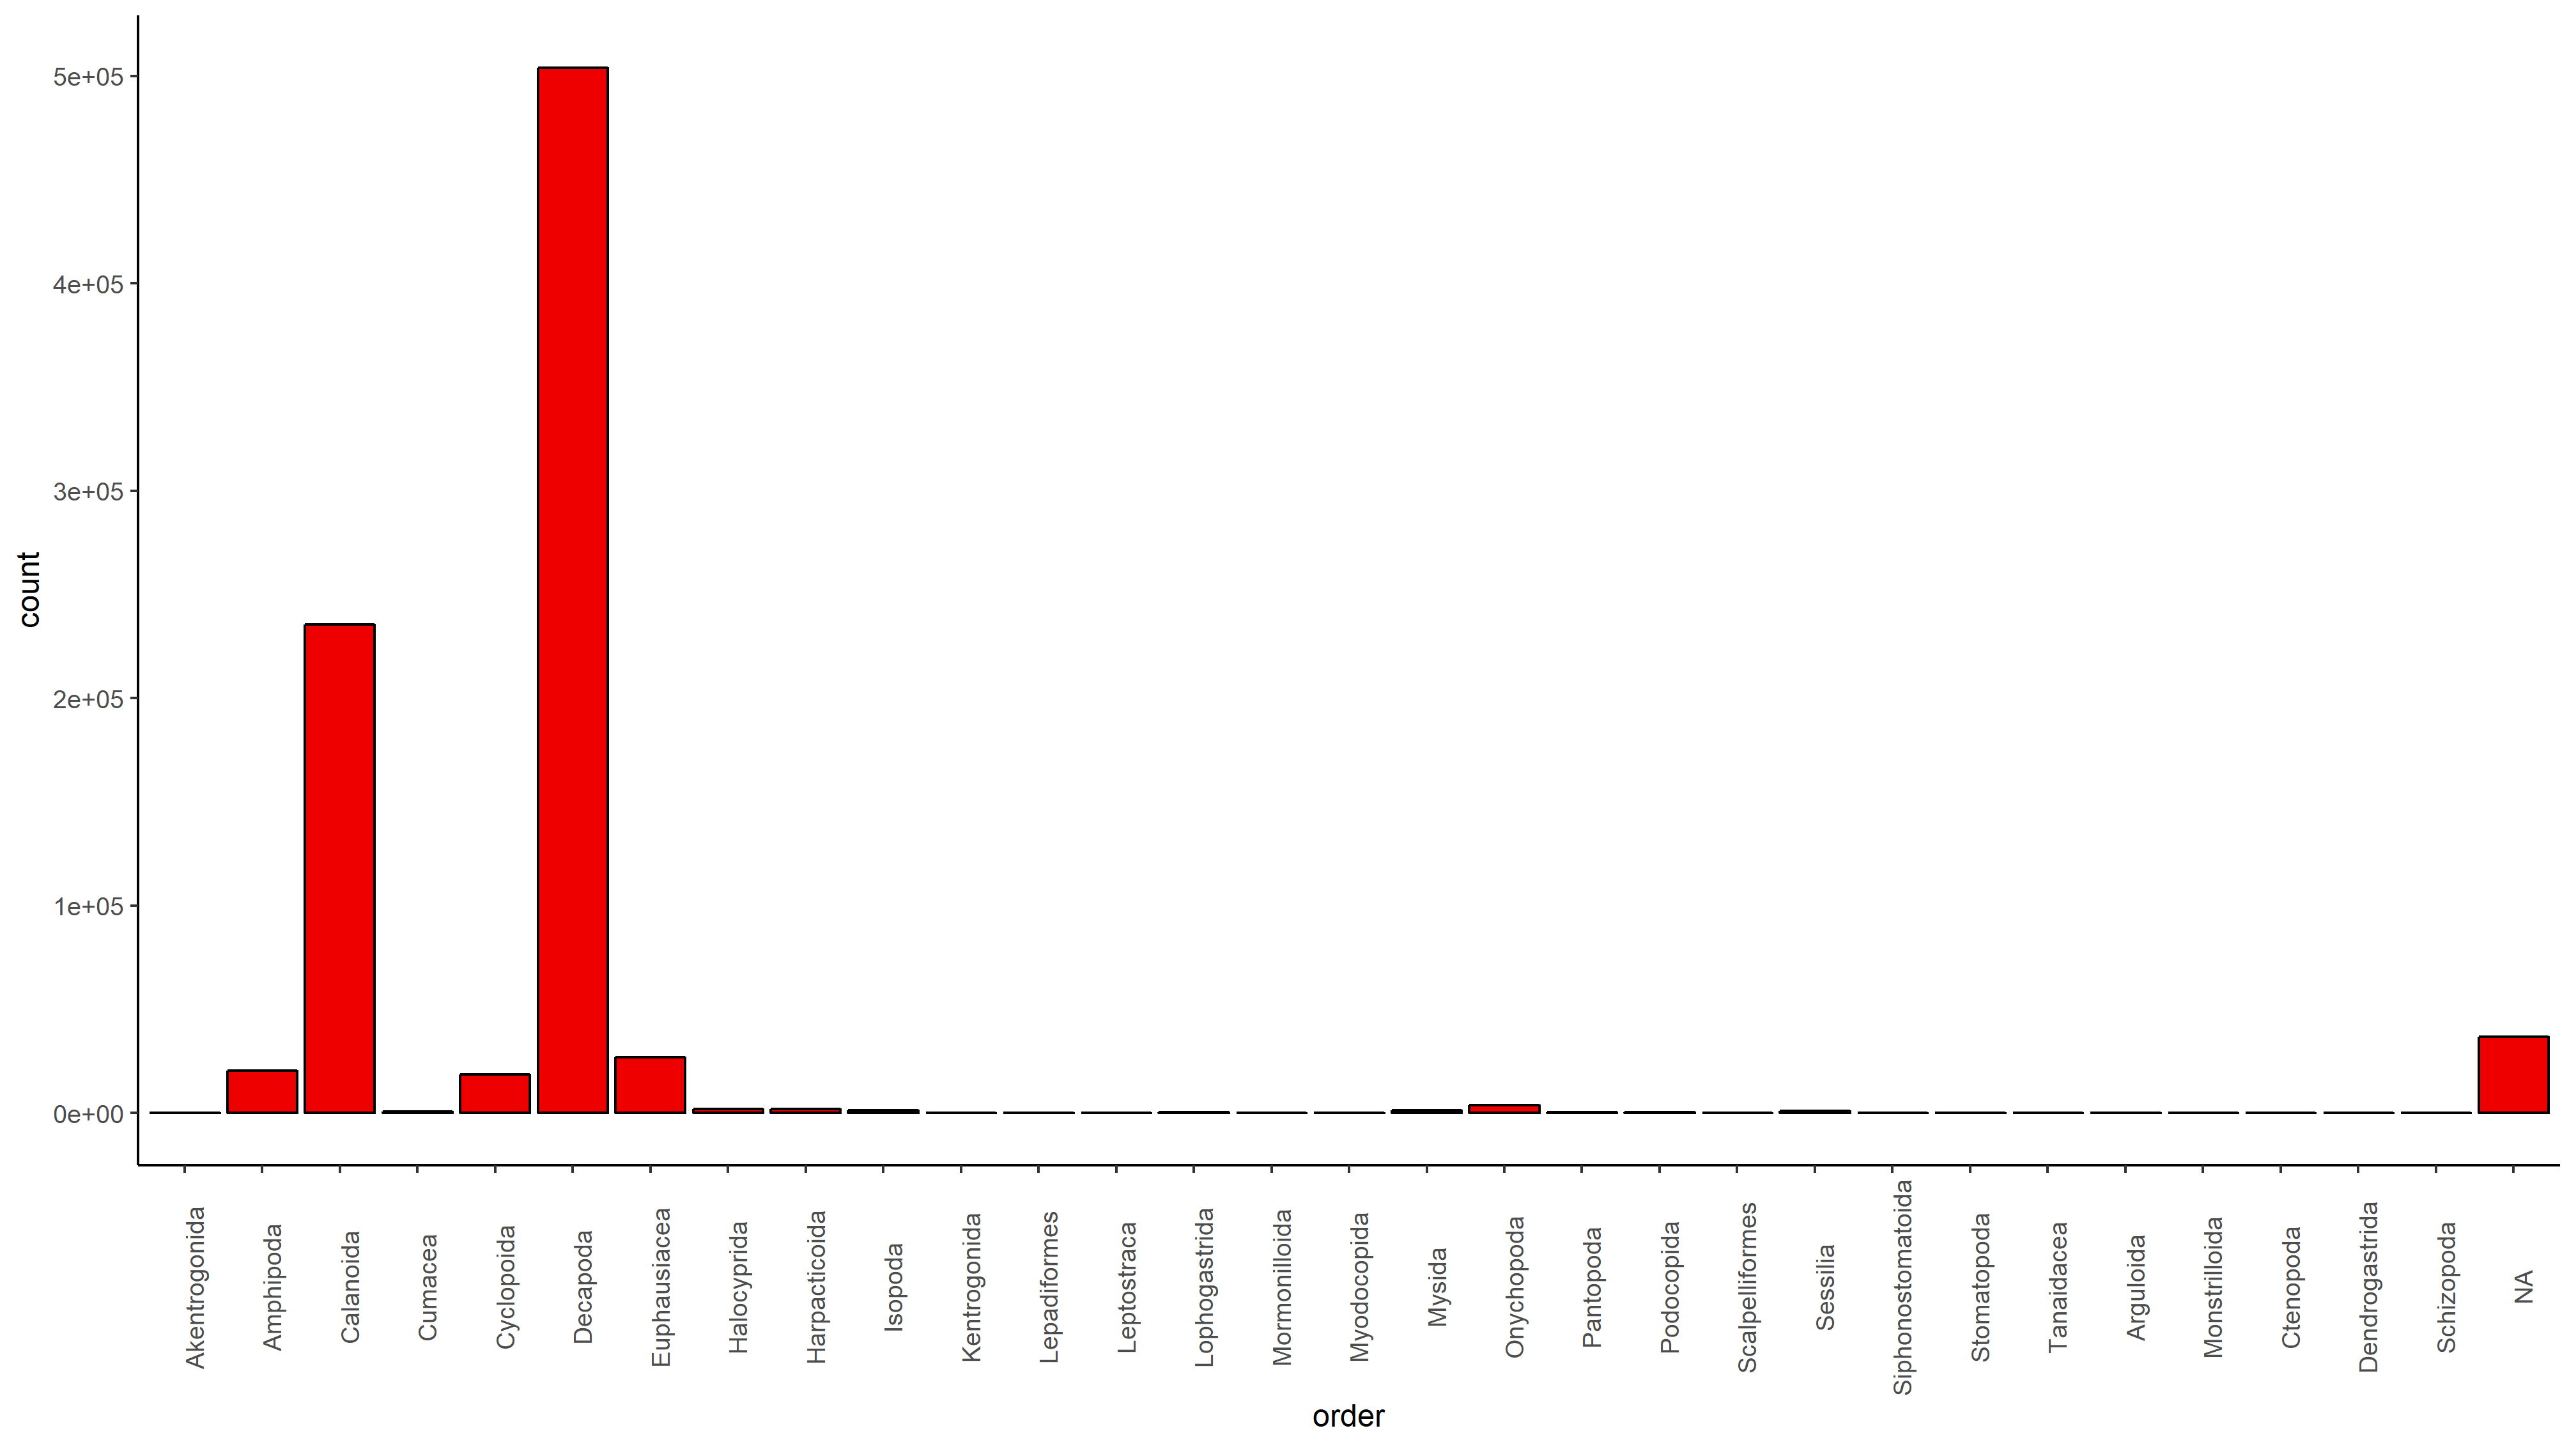 5e+05
4e+05
3e+05
2e+05
1e+05
0e+00
count
Akentrogonida
Amphipoda
Calanoida
Cumacea
Cyclopoida
Decapoda
Euphausiacea
Halocyprida
Harpacticoida
Isopoda
Kentrogonida
Lepadiformes
Leptostraca
Lophogastrida
Mormonilloida
Myodocopida
Mysida
Onychopoda
Pantopoda
Podocopida
Scalpelliformes
Sessilia
Siphonostomatoida
Stomatopoda
Tanaidacea
Arguloida
Monstrilloida
Ctenopoda
Dendrogastrida
Schizopoda
NA
order